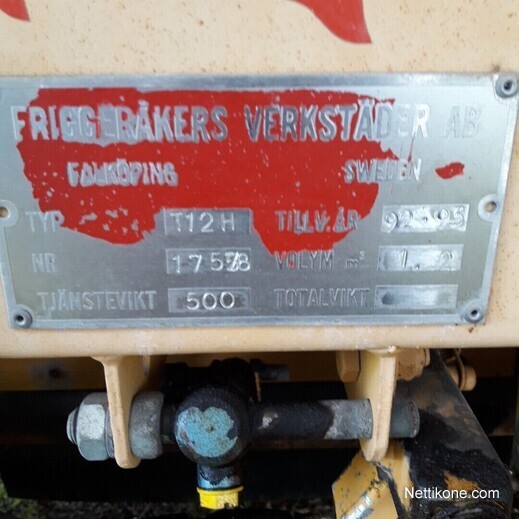 FRIGGERÅKERS VERKSTÄDER AB
FALKÖPING SWEDEN
TYP T12H TILLV.ÅR 92-95
NR 17578 VOLYM m³ 1.2
TJÄNSTEVIKT 500 TOTALVIKT
Nettikone.com